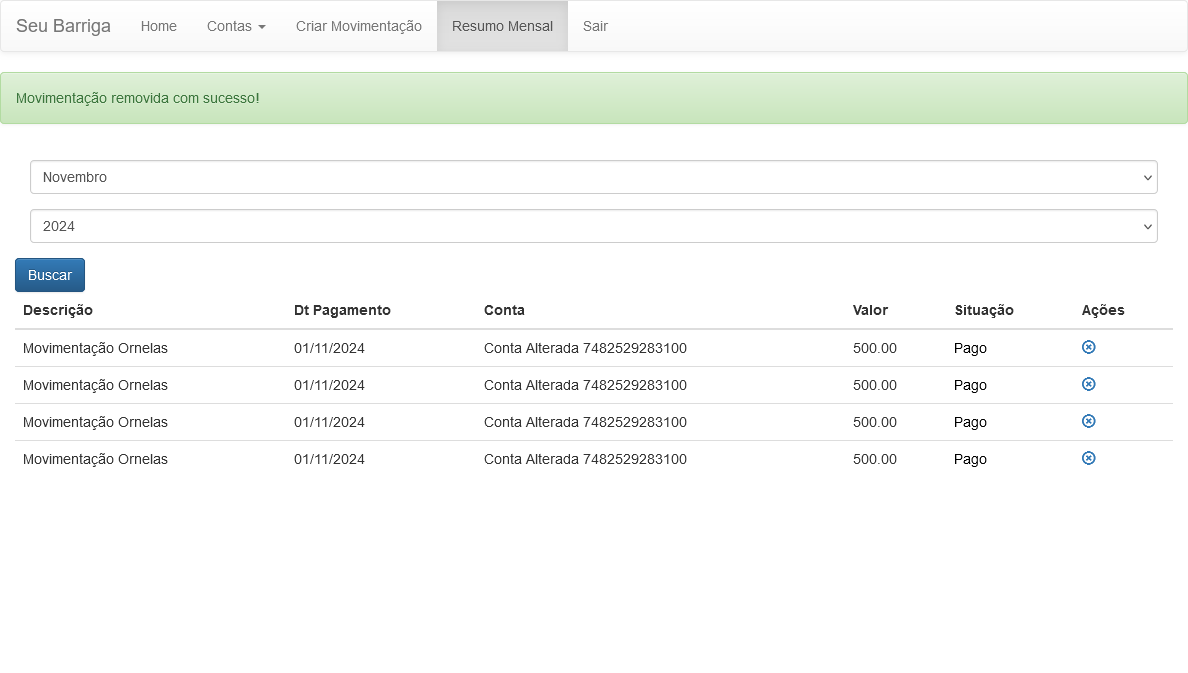 Seu Barriga Home Contas Criar Movimentação Resumo Mensal Sair
Movimentação removida com sucesso!
Novembro
2024
Buscar
Descrição Dt Pagamento Conta Valor Situação Ações
Movimentação Ornelas 01/11/2024 Conta Alterada 7482529283100 500.00 Pago
Movimentação Ornelas 01/11/2024 Conta Alterada 7482529283100 500.00 Pago
Movimentação Ornelas 01/11/2024 Conta Alterada 7482529283100 500.00 Pago
Movimentação Ornelas 01/11/2024 Conta Alterada 7482529283100 500.00 Pago